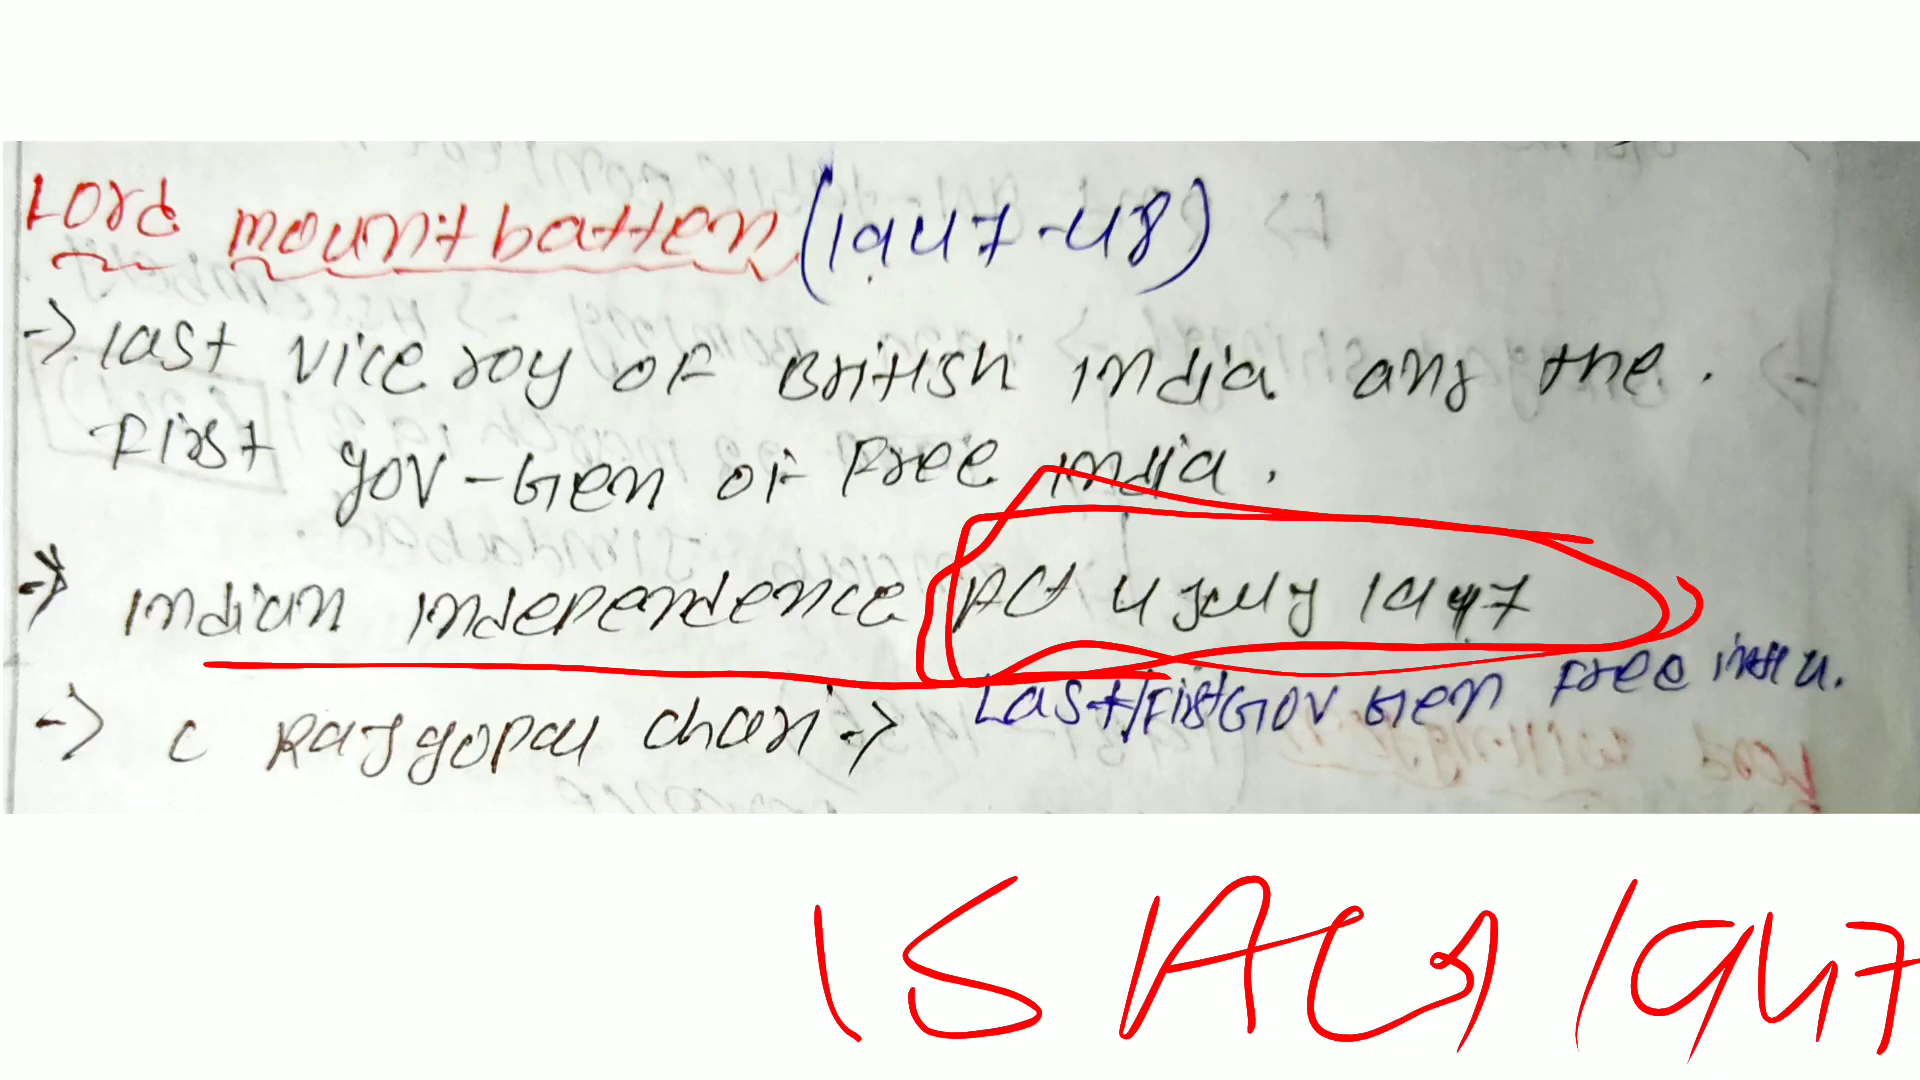 Lord mountbatten (1947-48)
-> last viceroy of British India and the.
First gov-Gen of Free India.
-> Indian Independence Act 4 July 1947
Last/First Gov Gen Free India.
-> C Rajgopal chari ->
15 A 1947